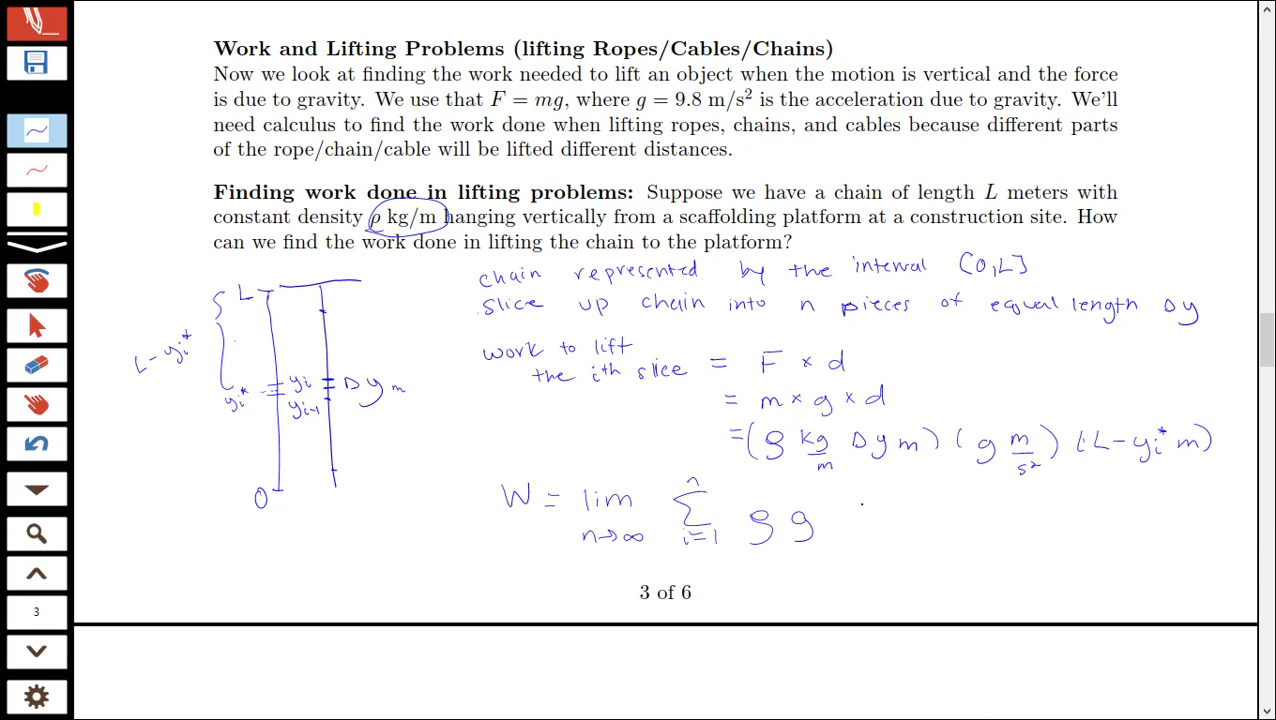 Work and Lifting Problems (lifting Ropes/Cables/Chains)
Now we look at finding the work needed to lift an object when the motion is vertical and the force
is due to gravity. We use that F = mg, where g = 9.8 m/s² is the acceleration due to gravity. We'll
need calculus to find the work done when lifting ropes, chains, and cables because different parts
of the rope/chain/cable will be lifted different distances.
Finding work done in lifting problems: Suppose we have a chain of length L meters with
constant density ρ kg/m hanging vertically from a scaffolding platform at a construction site. How
can we find the work done in lifting the chain to the platform?
chain represented by the interval [0,L]
slice up chain into n pieces of equal length Δy
L
L - yi*
yi*
yi
yi-1
Δy m
0
work to lift
the ith slice = F × d
= m × g × d
= (ρ kg/m Δy m) (g m/s²) (L - yi* m)
W = lim n→∞ Σ i=1 n ρ g
3 of 6
3